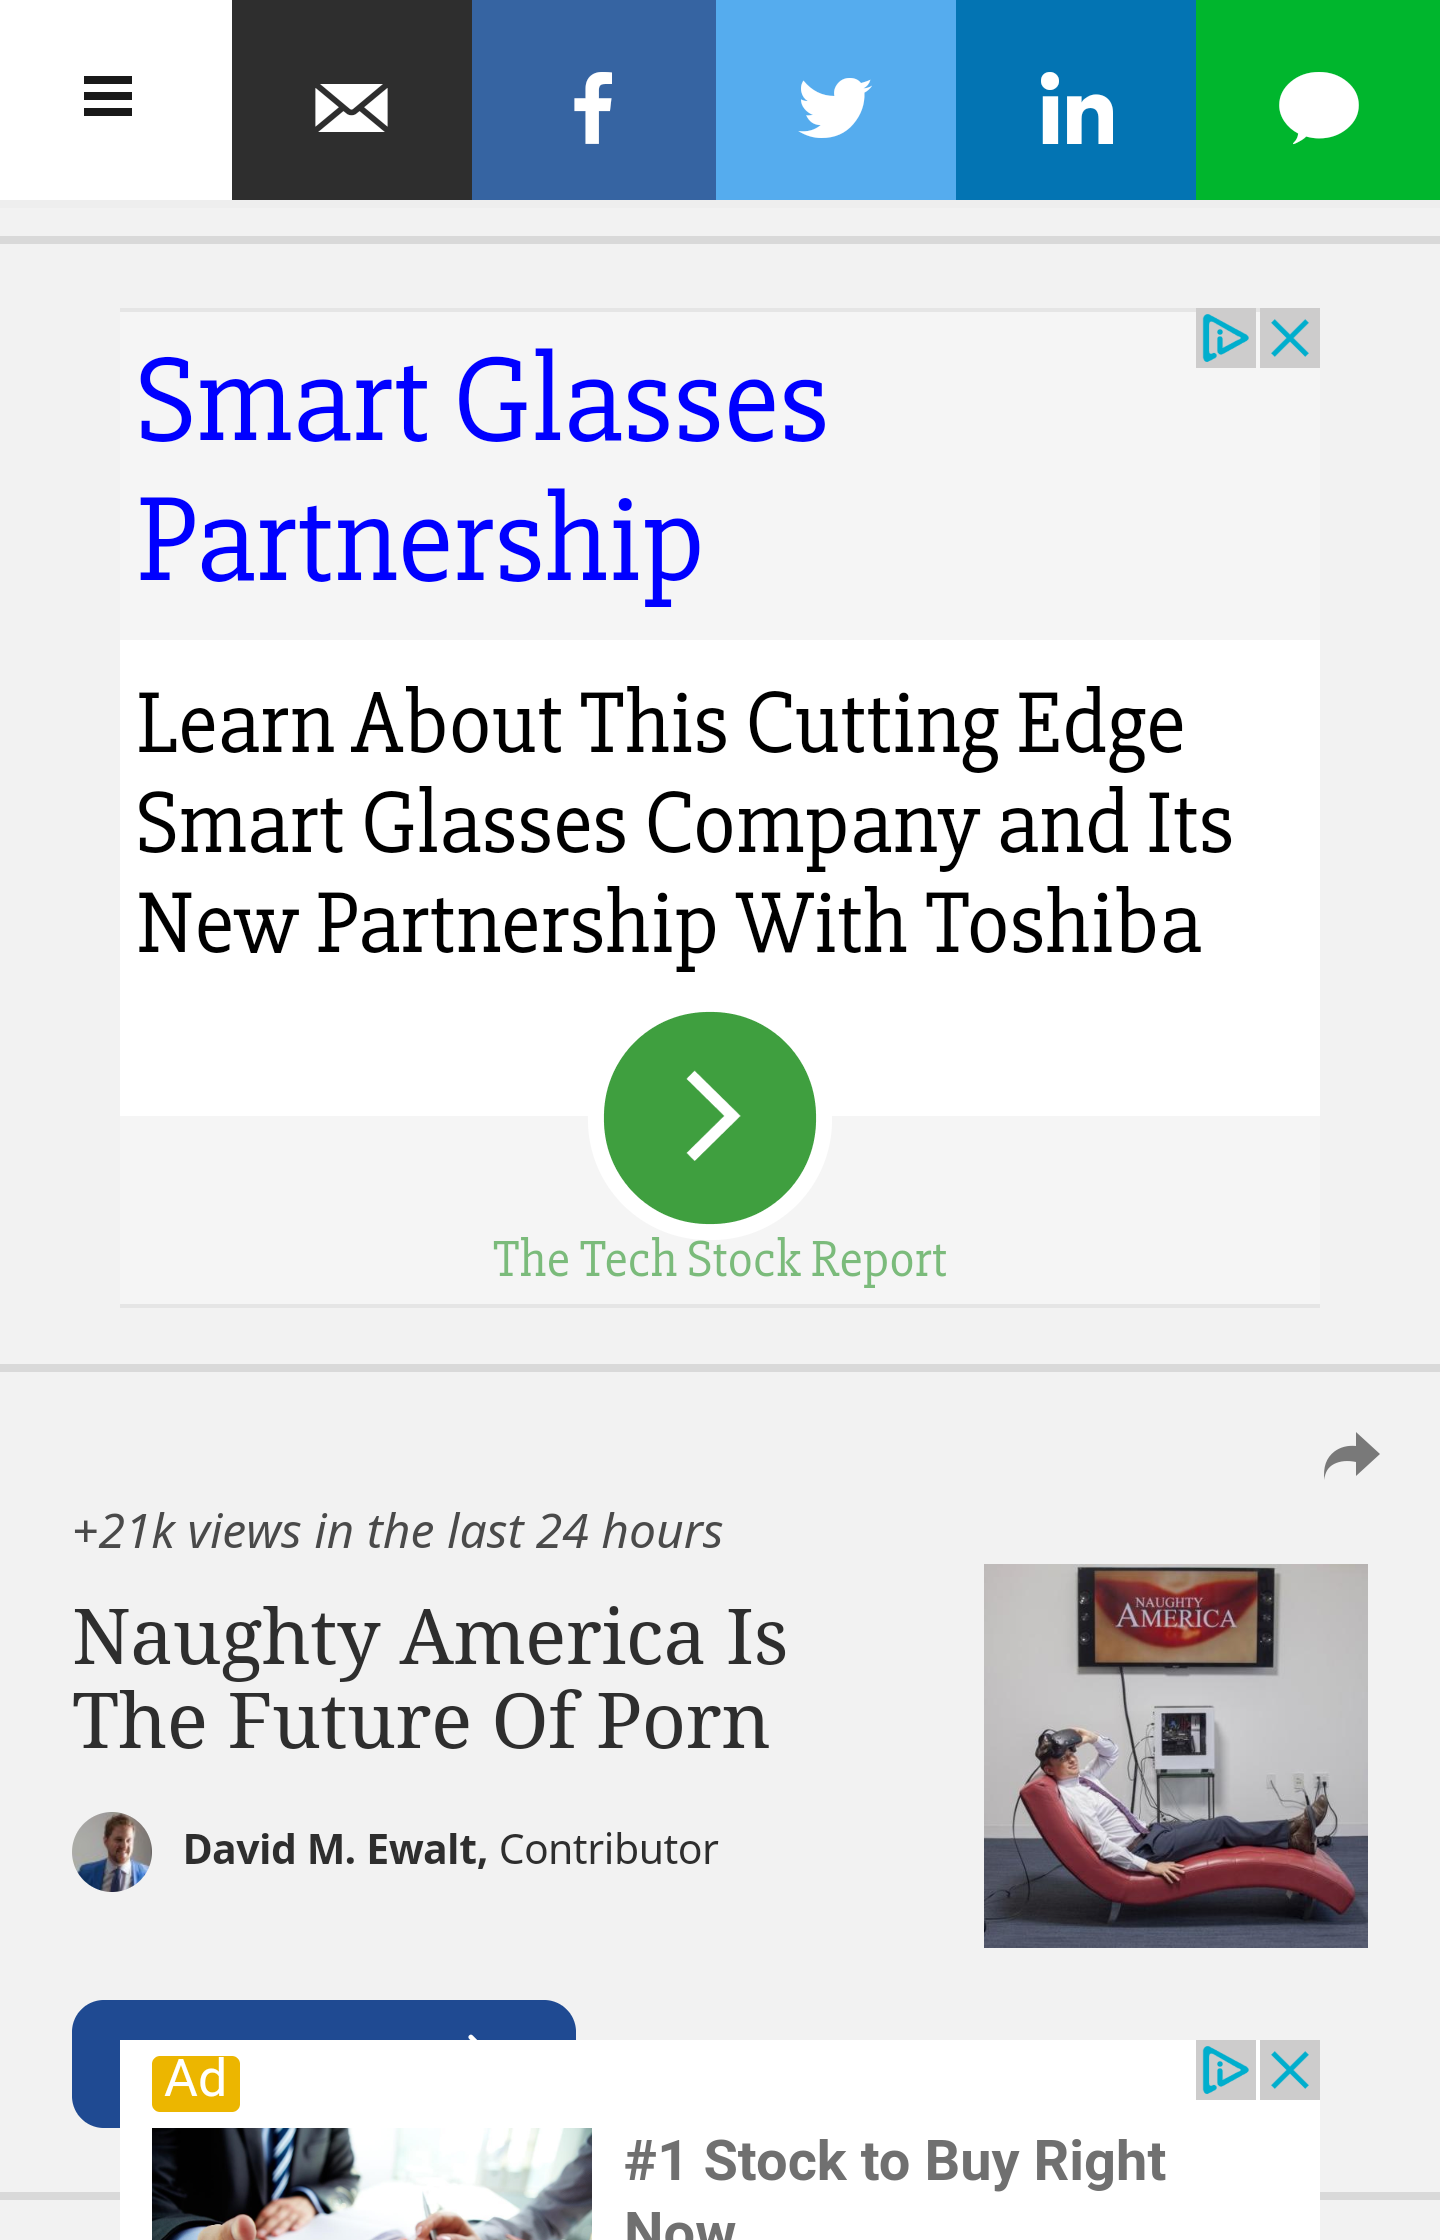 Smart Glasses
Partnership
Learn About This Cutting Edge
Smart Glasses Company and Its
New Partnership With Toshiba
The Tech Stock Report
+21k views in the last 24 hours
Naughty America Is
The Future Of Porn
NAUGHTY
AMERICA
David M. Ewalt, Contributor
Ad
#1 Stock to Buy Right
Now